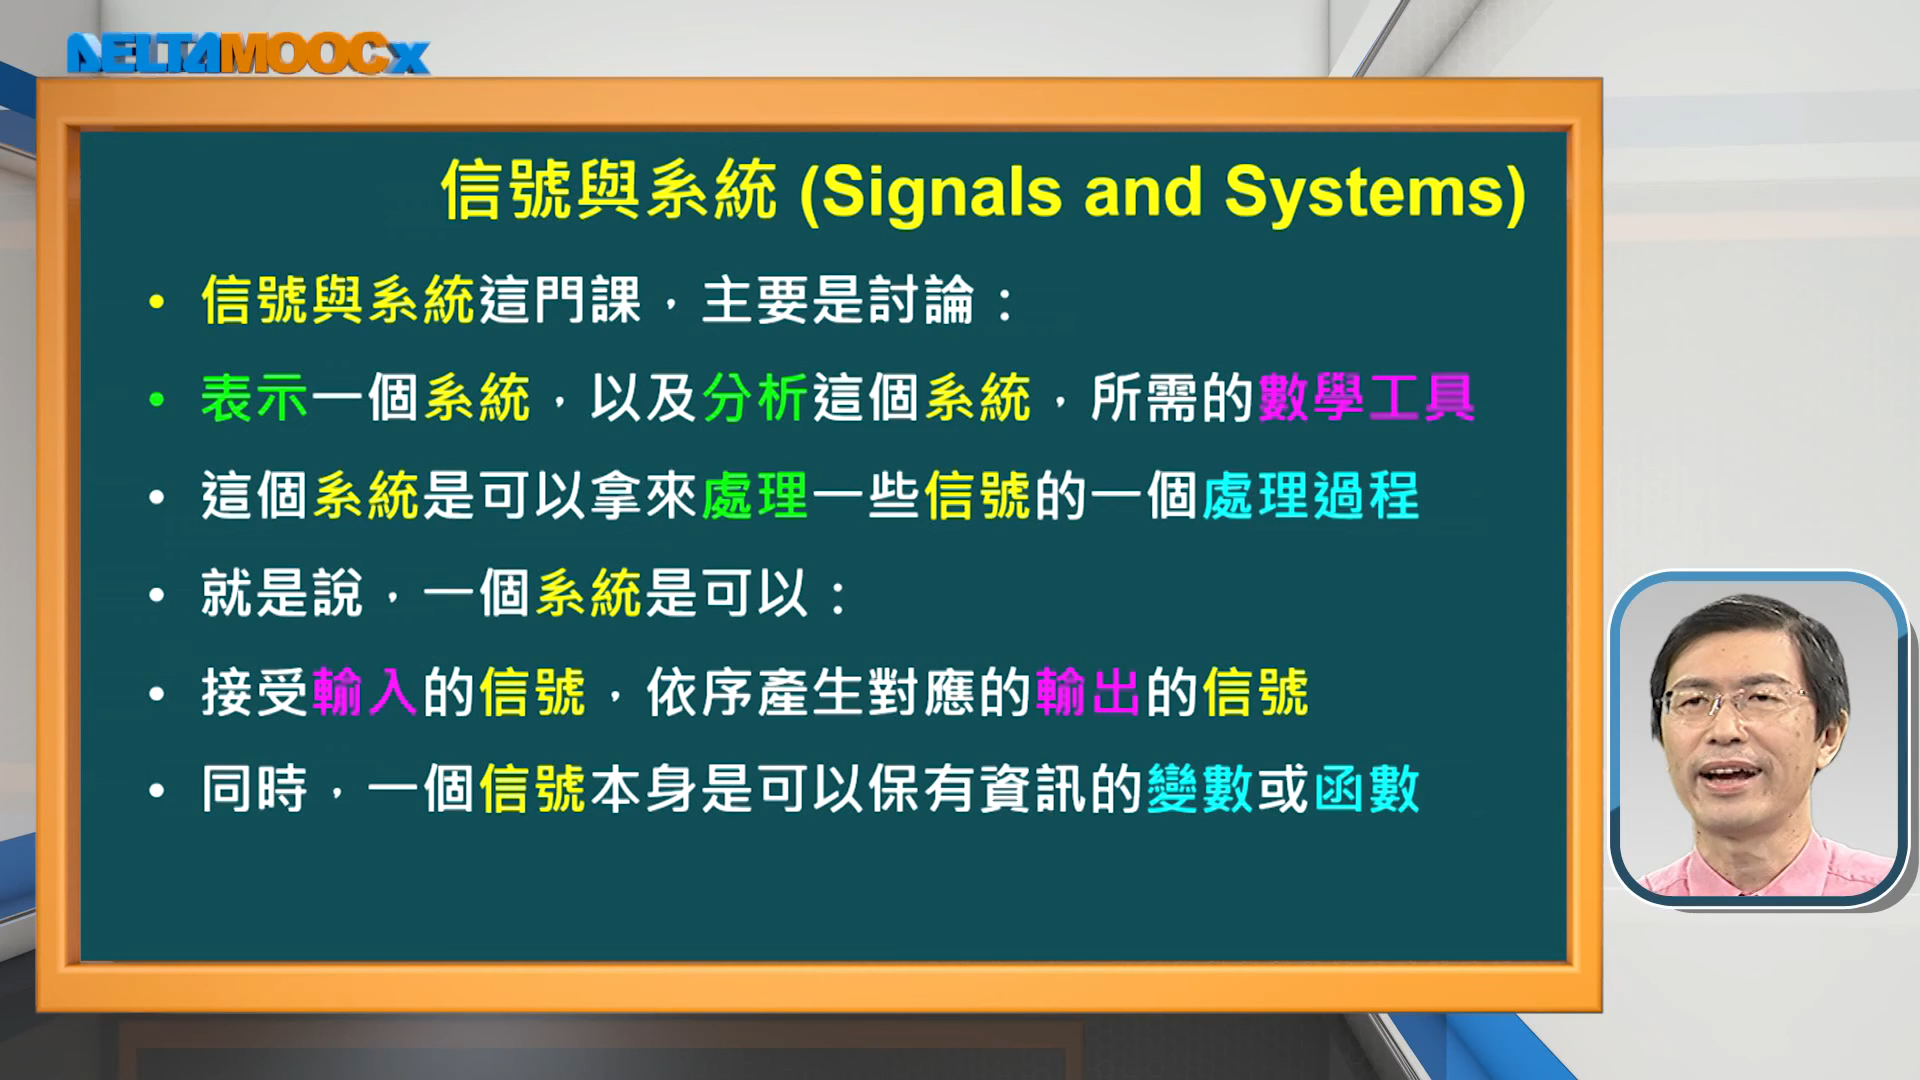 DELTAMOOCx
信號與系統 (Signals and Systems)
• 信號與系統這門課，主要是討論：
• 表示一個系統，以及分析這個系統，所需的數學工具
• 這個系統是可以拿來處理一些信號的一個處理過程
• 就是說，一個系統是可以：
• 接受輸入的信號，依序產生對應的輸出的信號
• 同時，一個信號本身是可以保有資訊的變數或函數